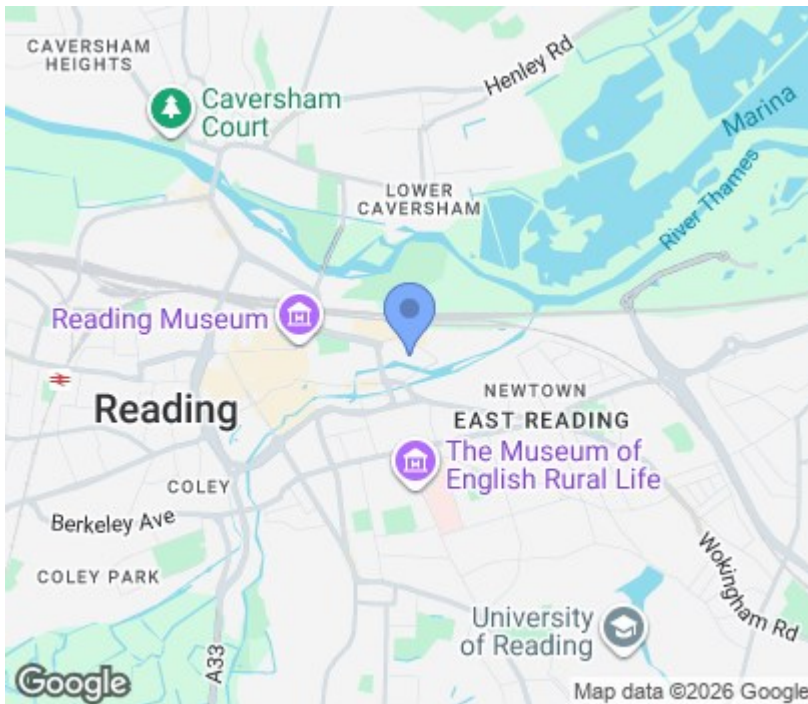 CAVERSHAM
HEIGHTS
Henley Rd
Caversham
Court
Marina
LOWER
CAVERSHAM
River Thames
Reading Museum
Reading
NEWTOWN
EAST READING
The Museum of
English Rural Life
COLEY
Berkeley Ave
COLEY PARK
Wokingham Rd
University
of Reading
A33
Google
Map data ©2026 Google